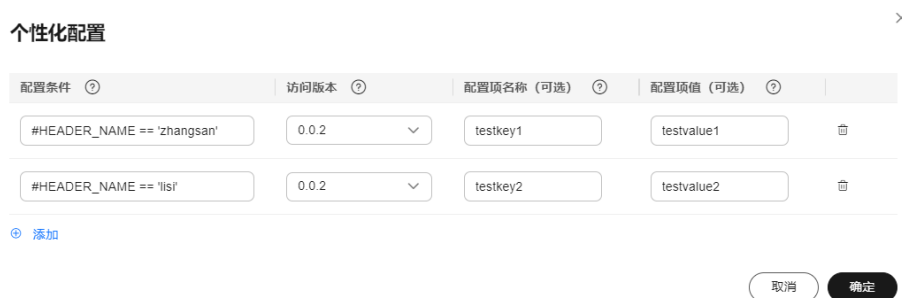 个性化配置
配置条件 访问版本 配置项名称（可选） 配置项值（可选）
#HEADER_NAME == 'zhangsan' 0.0.2 testkey1 testvalue1
#HEADER_NAME == 'lisi' 0.0.2 testkey2 testvalue2
添加
取消 确定